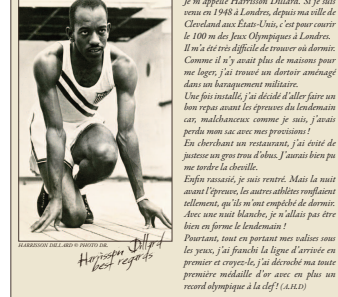 Je m'appelle Harrisson Dillard. Si je suis
venu en 1948 à Londres, depuis ma ville de
Cleveland aux États-Unis, c'est pour courir
le 100 m des Jeux Olympiques à Londres.
Il m'a été très difficile de trouver où dormir.
Comme il n'y avait plus de maisons pour
me loger, j'ai trouvé un dortoir aménagé
dans un baraquement militaire.
Une fois installé, j'ai décidé d'aller faire un
bon repas avant les épreuves du lendemain
car, malchanceux comme je suis, j'avais
perdu mon sac avec mes provisions !
En cherchant un restaurant, j'ai évité de
justesse un gros trou d'obus. J'aurais bien pu
me tordre la cheville.
Enfin rassasié, je suis rentré. Mais la nuit
avant l'épreuve, les autres athlètes ronflaient
tellement, qu'ils m'ont empêché de dormir.
Avec une nuit blanche, je n'allais pas être
bien en forme le lendemain !
Pourtant, tout en portant mes valises sous
les yeux, j'ai franchi la ligne d'arrivée en
premier et croyez-le, j'ai décroché ma toute
première médaille d'or avec en plus un
record olympique à la clef ! (A.H.D)
HARRISSON DILLARD © PHOTO DR.
Harrisson Dillard
best regards